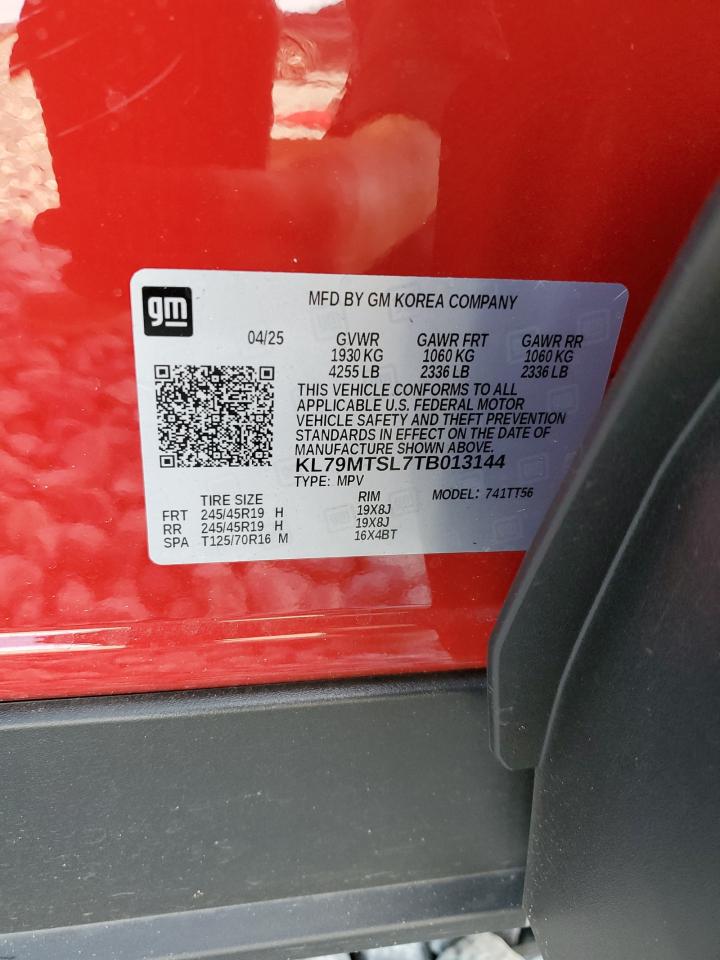 gm
MFD BY GM KOREA COMPANY
04/25 GVWR GAWR FRT GAWR RR
1930 KG 1060 KG 1060 KG
4255 LB 2336 LB 2336 LB
THIS VEHICLE CONFORMS TO ALL
APPLICABLE U.S. FEDERAL MOTOR
VEHICLE SAFETY AND THEFT PREVENTION
STANDARDS IN EFFECT ON THE DATE OF
MANUFACTURE SHOWN ABOVE.
KL79MTSL7TB013144
TYPE: MPV
TIRE SIZE RIM MODEL: 741TT56
FRT 245/45R19 H 19X8J
RR 245/45R19 H 19X8J
SPA T125/70R16 M 16X4BT